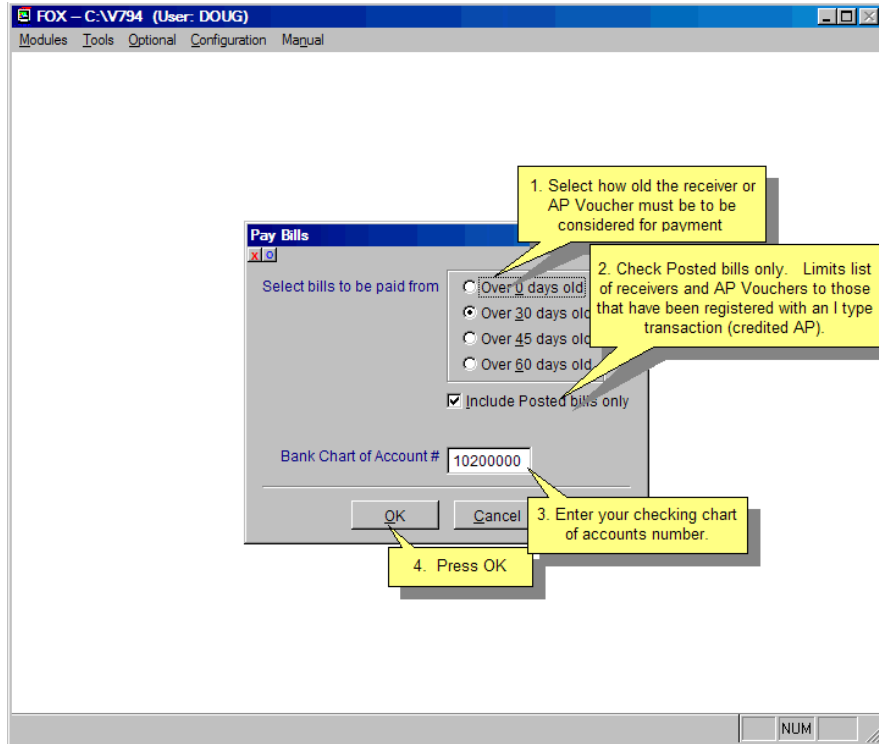 FOX – C:\V794 (User: DOUG)
Modules Tools Optional Configuration Manual
1. Select how old the receiver or
AP Voucher must be to be
considered for payment
Pay Bills
X O
2. Check Posted bills only. Limits list
of receivers and AP Vouchers to those
that have been registered with an I type
transaction (credited AP).
Select bills to be paid from
Over 0 days old
Over 30 days old
Over 45 days old
Over 60 days old
Include Posted bills only
Bank Chart of Account # 10200000
OK Cancel
3. Enter your checking chart
of accounts number.
4. Press OK
NUM